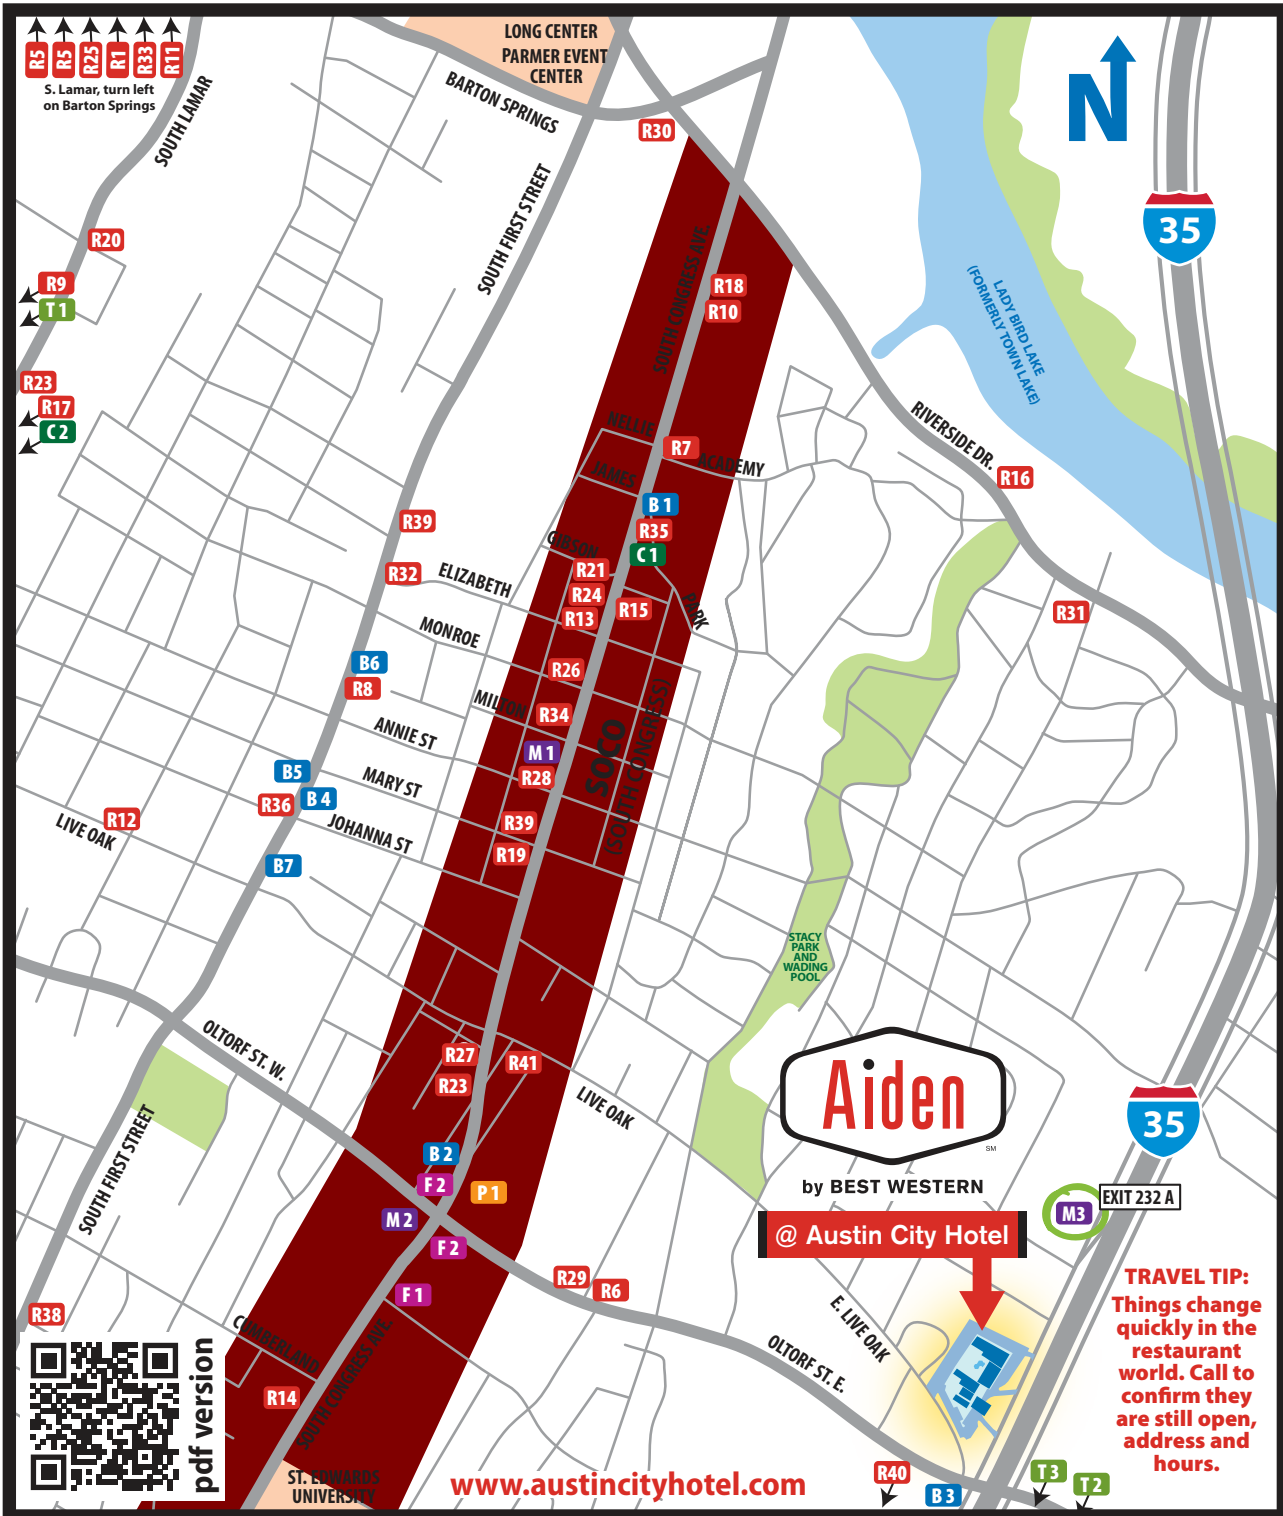 R5
R5
R25
R1
R33
R11
S. Lamar, turn left
on Barton Springs
SOUTH LAMAR
LONG CENTER
PARMER EVENT
CENTER
BARTON SPRINGS
R30
N
35
SOUTH FIRST STREET
R20
R9
T1
R23
R17
C2
SOUTH CONGRESS AVE.
R18
R10
LADY BIRD LAKE
(FORMERLY TOWN LAKE)
NELLIE
R7
ACADEMY
RIVERSIDE DR.
R16
JAMES
B1
R35
C1
GIBSON
R39
R32
ELIZABETH
R21
R24
R13
R15
PARK
R31
MONROE
B6
R8
R26
MILTON
R34
ANNIE ST
M1
R28
SOCO
(SOUTH CONGRESS)
B5
MARY ST
R36
B4
R12
LIVE OAK
JOHANNA ST
R39
R19
B7
STACY
PARK
AND
WADING
POOL
OLTORF ST. W.
R27
R41
R23
LIVE OAK
Aiden
SM
by BEST WESTERN
@ Austin City Hotel
35
SOUTH FIRST STREET
B2
F2
P1
M2
F2
F1
M3
EXIT 232 A
R29
R6
R38
CUMBERLAND
SOUTH CONGRESS AVE.
R14
E. LIVE OAK
OLTORF ST. E.
TRAVEL TIP:
Things change
quickly in the
restaurant
world. Call to
confirm they
are still open,
address and
hours.
pdf version
ST. EDWARDS
UNIVERSITY
www.austincityhotel.com
R40
B3
T3
T2